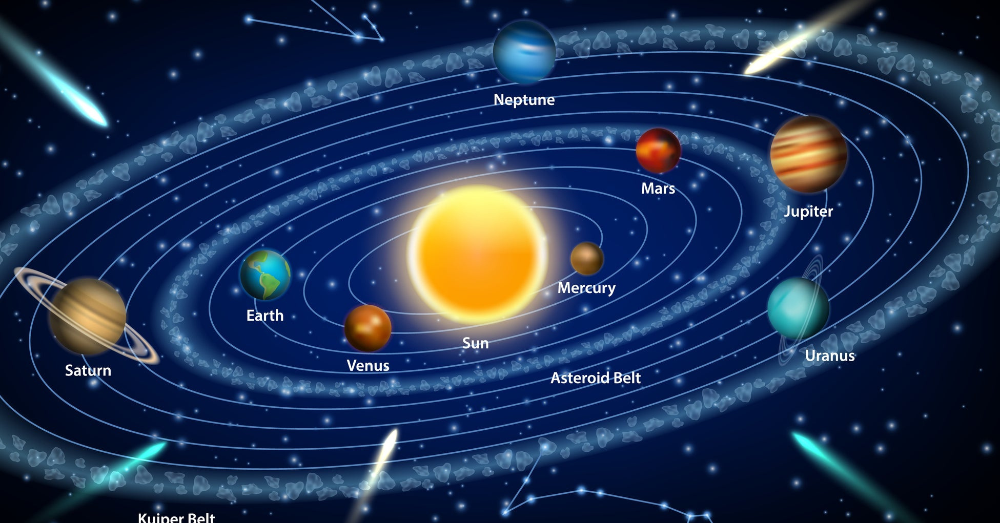 Neptune
Mars
Jupiter
Mercury
Earth
Sun
Uranus
Venus
Saturn
Asteroid Belt
Kuiper Belt